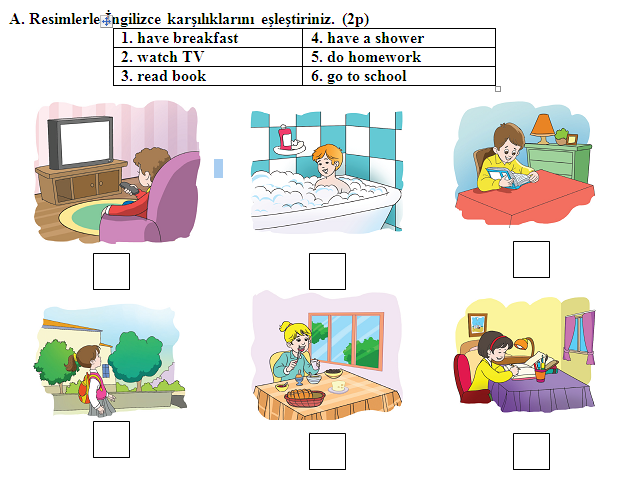 A. Resimlerle İngilizce karşılıklarını eşleştiriniz. (2p)
1. have breakfast 4. have a shower
2. watch TV 5. do homework
3. read book 6. go to school